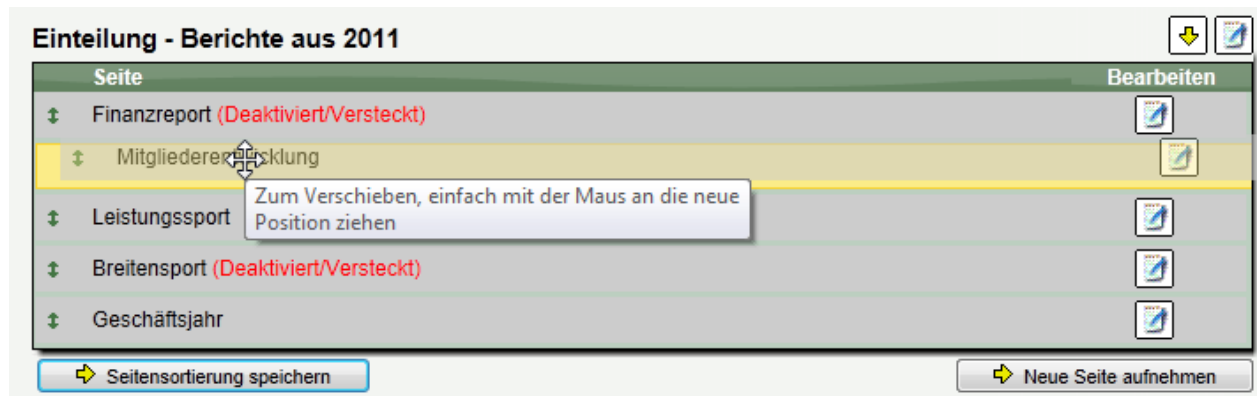 Einteilung - Berichte aus 2011
Seite Bearbeiten
Finanzreport (Deaktiviert/Versteckt)
Zum Verschieben, einfach mit der Maus an die neue
Position ziehen
Leistungssport
Breitensport (Deaktiviert/Versteckt)
Geschäftsjahr
Seitensortierung speichern Neue Seite aufnehmen